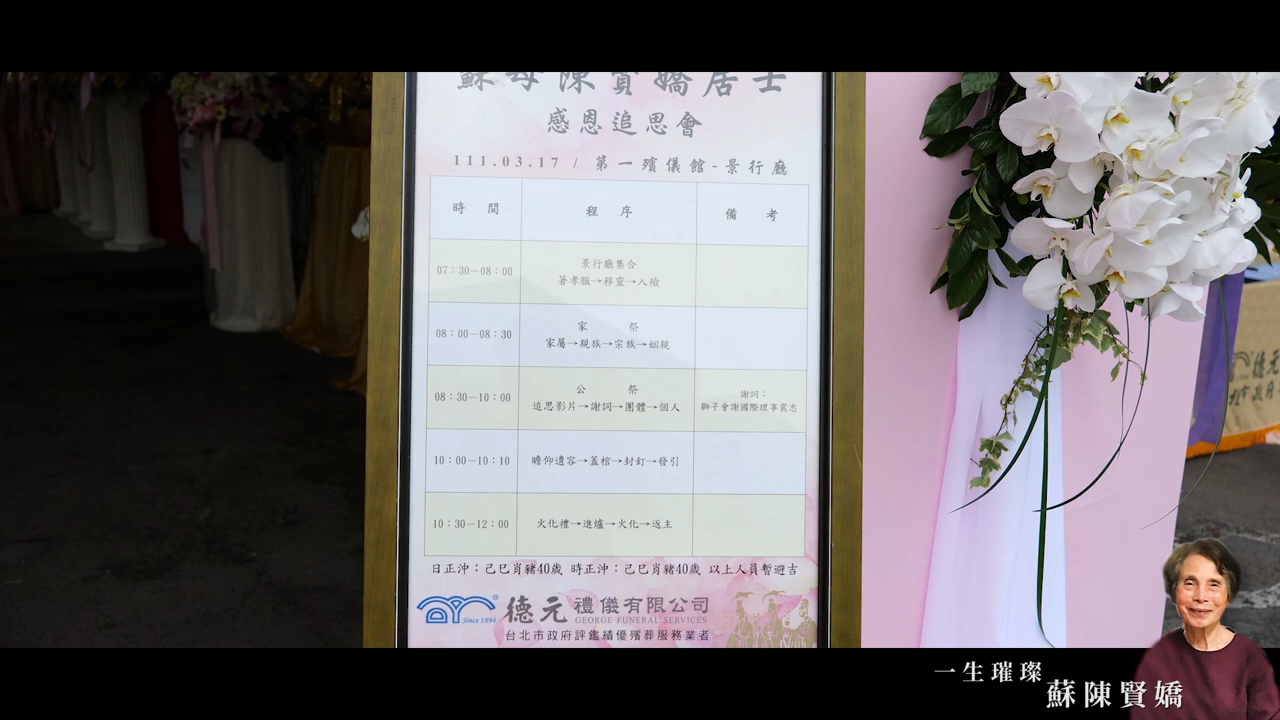 蘇母陳賢嬌居士
感恩追思會
111.03.17 / 第一殯儀館-景行廳
時 間 程 序 備 考
07:30—08:00 景行廳集合
著孝服→移靈→入殮
08:00—08:30 家 祭
家屬→親族→宗族→姻親
08:30—10:00 公 祭
追思影片→謝詞→團體→個人
謝詞:
獅子會謝國際理事震忠
10:00—10:10 瞻仰遺容→蓋棺→封釘→發引
10:30—12:00 火化禮→進爐→火化→返主
日正沖:己巳肖豬40歲 時正沖:己巳肖豬40歲 以上人員暫避吉
Since 1894
®
德元禮儀有限公司
GEORGE FUNERAL SERVICES
台北市政府評鑑績優殯葬服務業者
德元
一生璀璨
蘇陳賢嬌